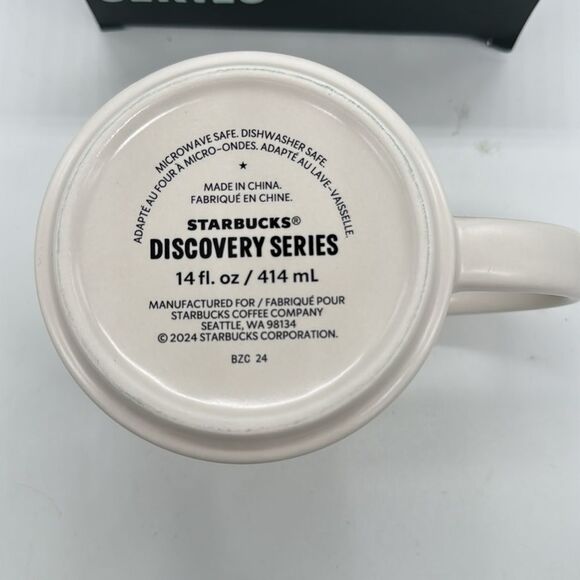 SERIES
MICROWAVE SAFE. DISHWASHER SAFE.
ADAPTÉ AU FOUR À MICRO-ONDES. ADAPTÉ AU LAVE-VAISSELLE.
★
MADE IN CHINA.
FABRIQUÉ EN CHINE.
STARBUCKS®
DISCOVERY SERIES
14 fl. oz / 414 mL
MANUFACTURED FOR / FABRIQUÉ POUR
STARBUCKS COFFEE COMPANY
SEATTLE, WA 98134
© 2024 STARBUCKS CORPORATION.
BZC 24